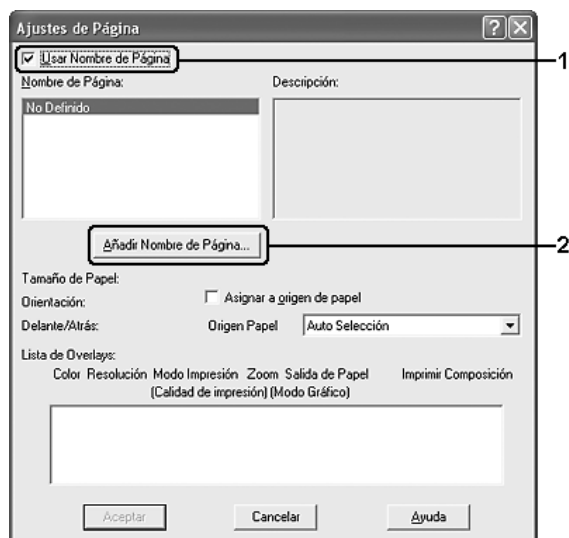 Ajustes de Página
Usar Nombre de Página
1
Nombre de Página:
Descripción:
No Definido
Añadir Nombre de Página...
2
Tamaño de Papel:
Orientación:
Asignar a origen de papel
Delante/Atrás:
Origen Papel
Auto Selección
Lista de Overlays:
Color Resolución Modo Impresión Zoom Salida de Papel Imprimir Composición
(Calidad de impresión) (Modo Gráfico)
Aceptar
Cancelar
Ayuda